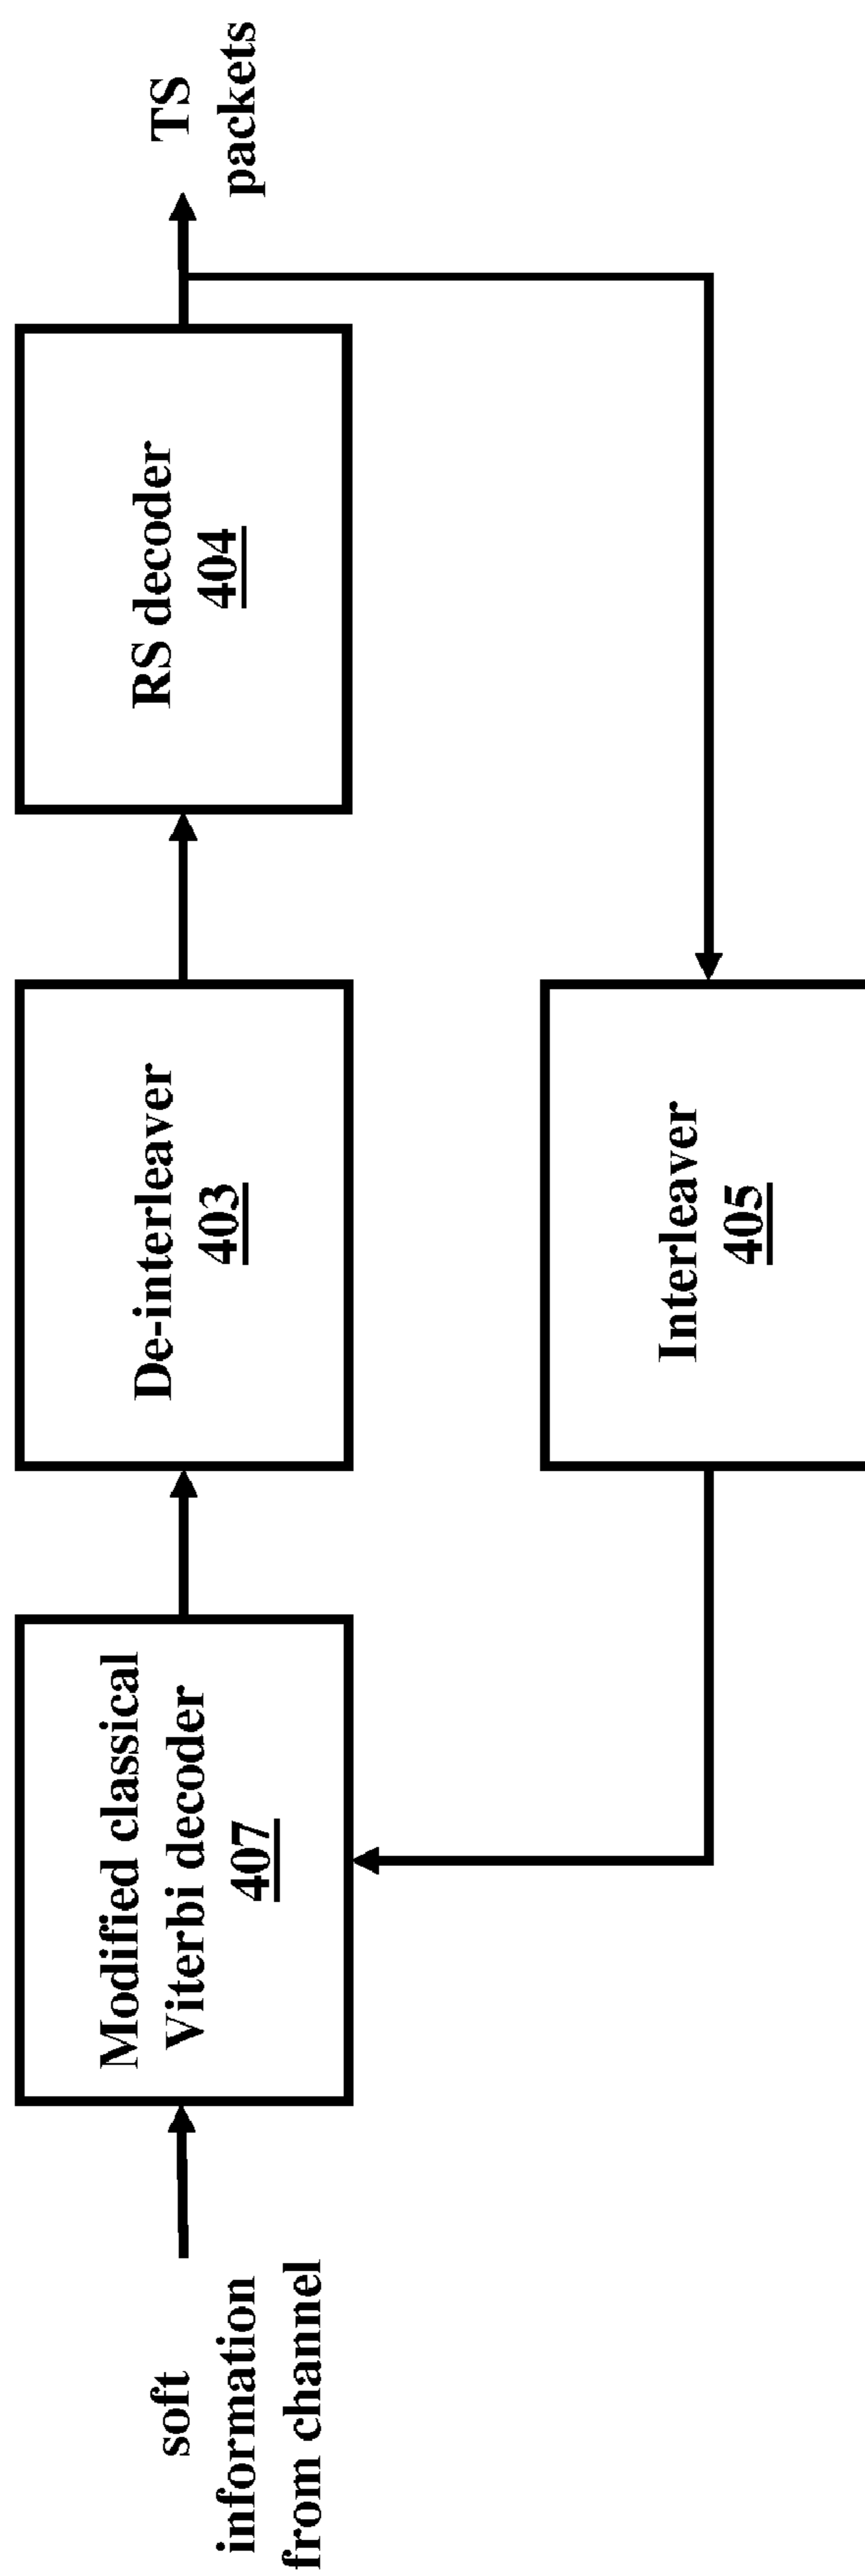 soft
information
from channel
Modified classical
Viterbi decoder
407
De-interleaver
403
RS decoder
404
TS
packets
Interleaver
405